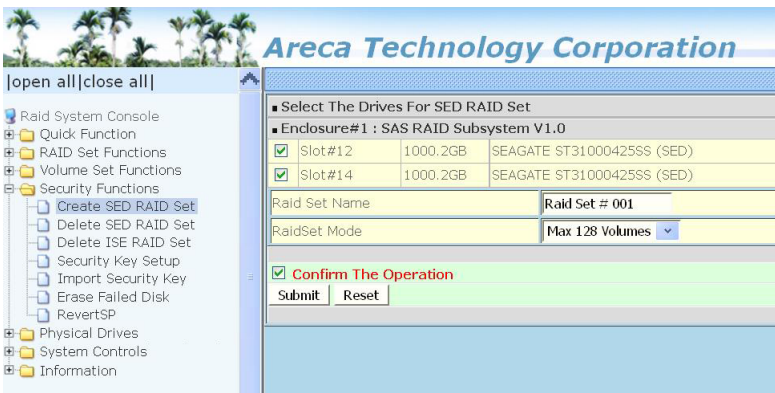 Areca Technology Corporation
|open all|close all|
Raid System Console
Quick Function
RAID Set Functions
Volume Set Functions
Security Functions
Create SED RAID Set
Delete SED RAID Set
Delete ISE RAID Set
Security Key Setup
Import Security Key
Erase Failed Disk
RevertSP
Physical Drives
System Controls
Information
Select The Drives For SED RAID Set
Enclosure#1 : SAS RAID Subsystem V1.0
Slot#12 1000.2GB SEAGATE ST31000425SS (SED)
Slot#14 1000.2GB SEAGATE ST31000425SS (SED)
Raid Set Name Raid Set # 001
RaidSet Mode Max 128 Volumes
Confirm The Operation
Submit Reset